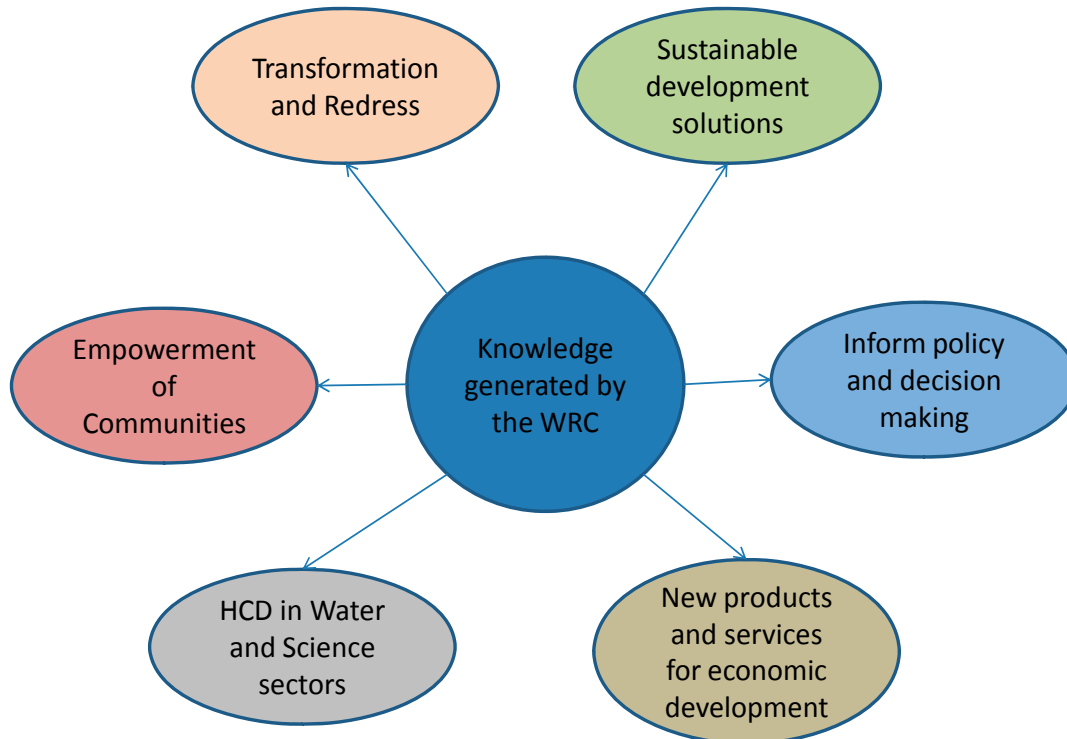 Transformation
and Redress
Sustainable
development
solutions
Empowerment
of
Communities
Knowledge
generated by
the WRC
Inform policy
and decision
making
HCD in Water
and Science
sectors
New products
and services
for economic
development